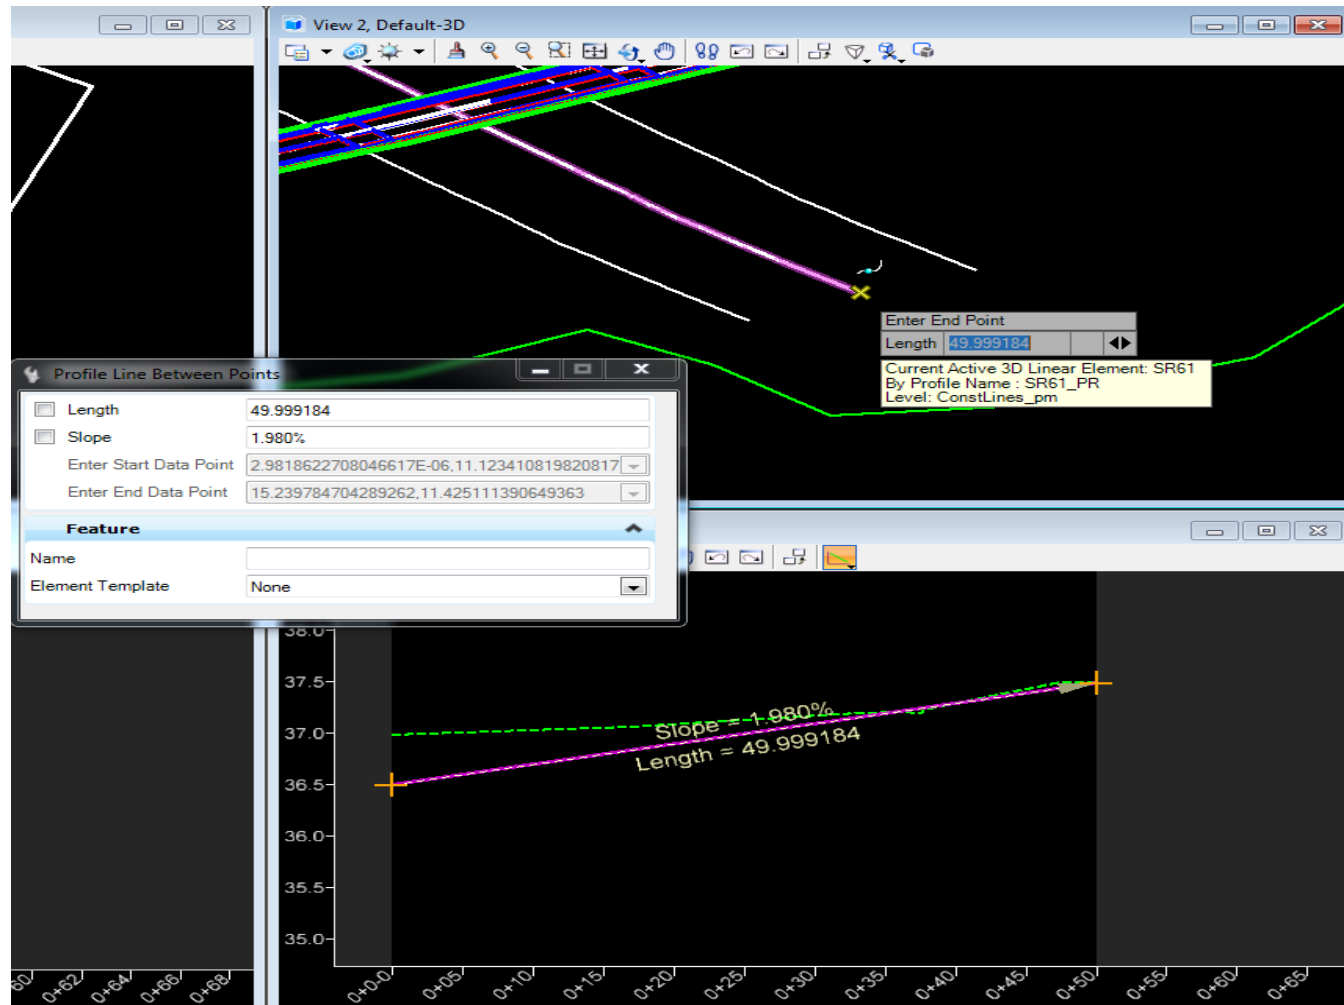 View 2, Default-3D
Enter End Point
Length 49.999184
Current Active 3D Linear Element: SR61
By Profile Name : SR61_PR
Level: ConstLines_pm
Profile Line Between Points
Length 49.999184
Slope 1.980%
Enter Start Data Point 2.9818622708046617E-06,11.123410819820817
Enter End Data Point 15.239784704289262,11.425111390649363
Feature
Name
Element Template None
38.0
37.5
37.0
36.5
36.0
35.5
35.0
Slope = 1.980%
Length = 49.999184
60 0+62 0+64 0+66 0+68
0+0-0 0+05 0+10 0+15 0+20 0+25 0+30 0+35 0+40 0+45 0+50 0+55 0+60 0+65